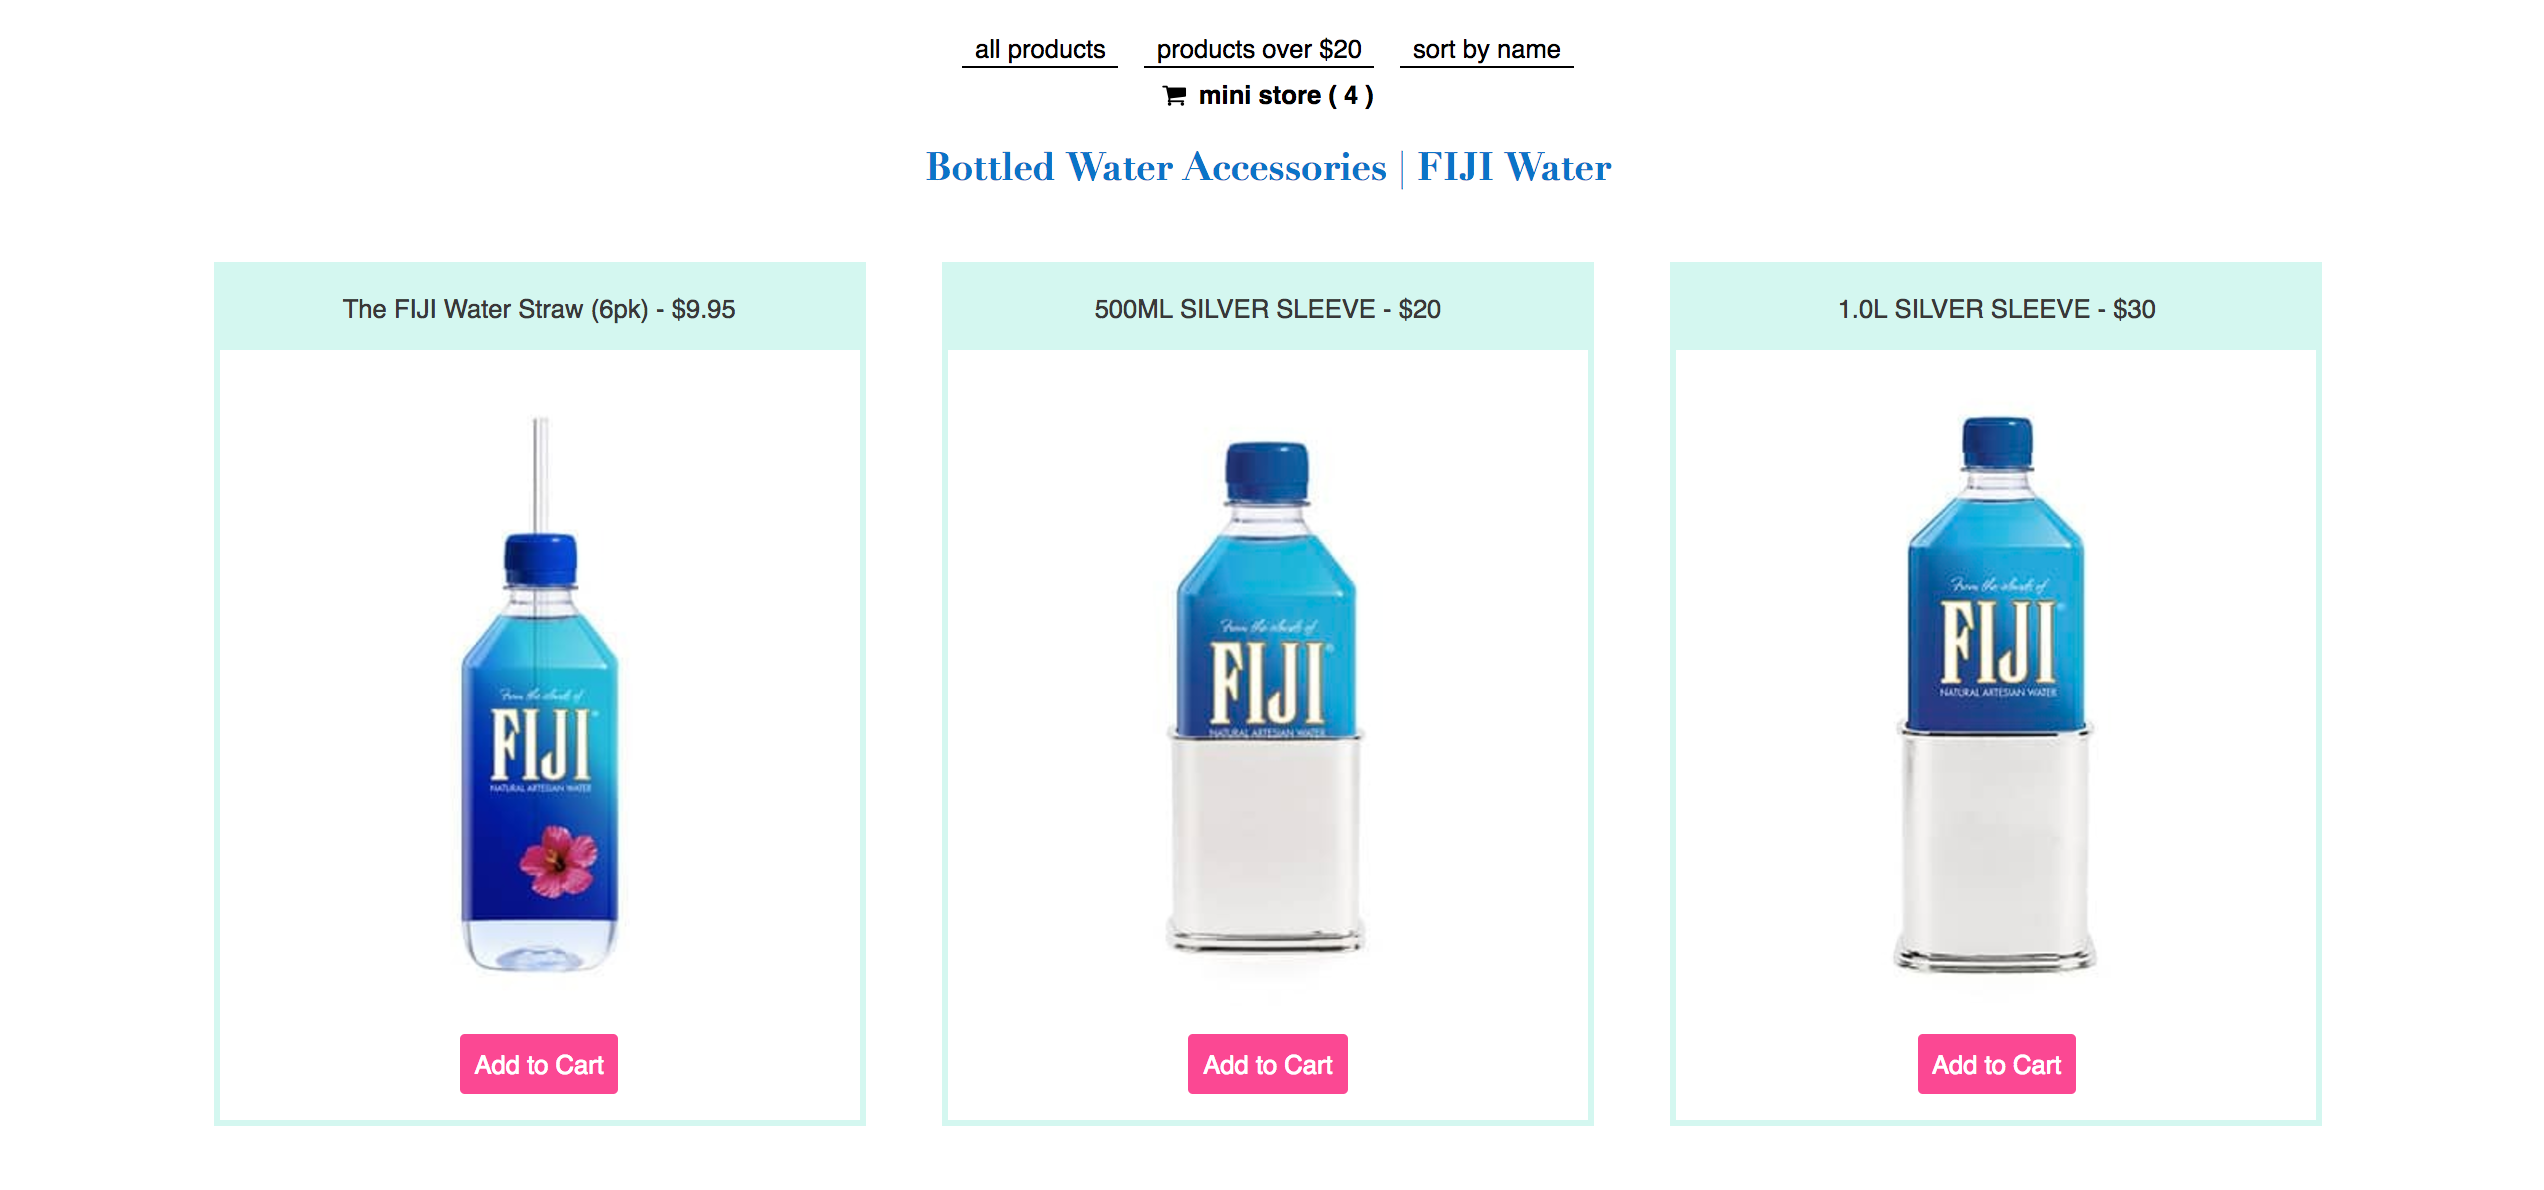 all products products over $20 sort by name
mini store ( 4 )
Bottled Water Accessories | FIJI Water
The FIJI Water Straw (6pk) - $9.95
From the islands of
FIJI
NATURAL ARTESIAN WATER
Add to Cart
500ML SILVER SLEEVE - $20
From the islands of
FIJI
NATURAL ARTESIAN WATER
Add to Cart
1.0L SILVER SLEEVE - $30
From the islands of
FIJI
NATURAL ARTESIAN WATER
Add to Cart